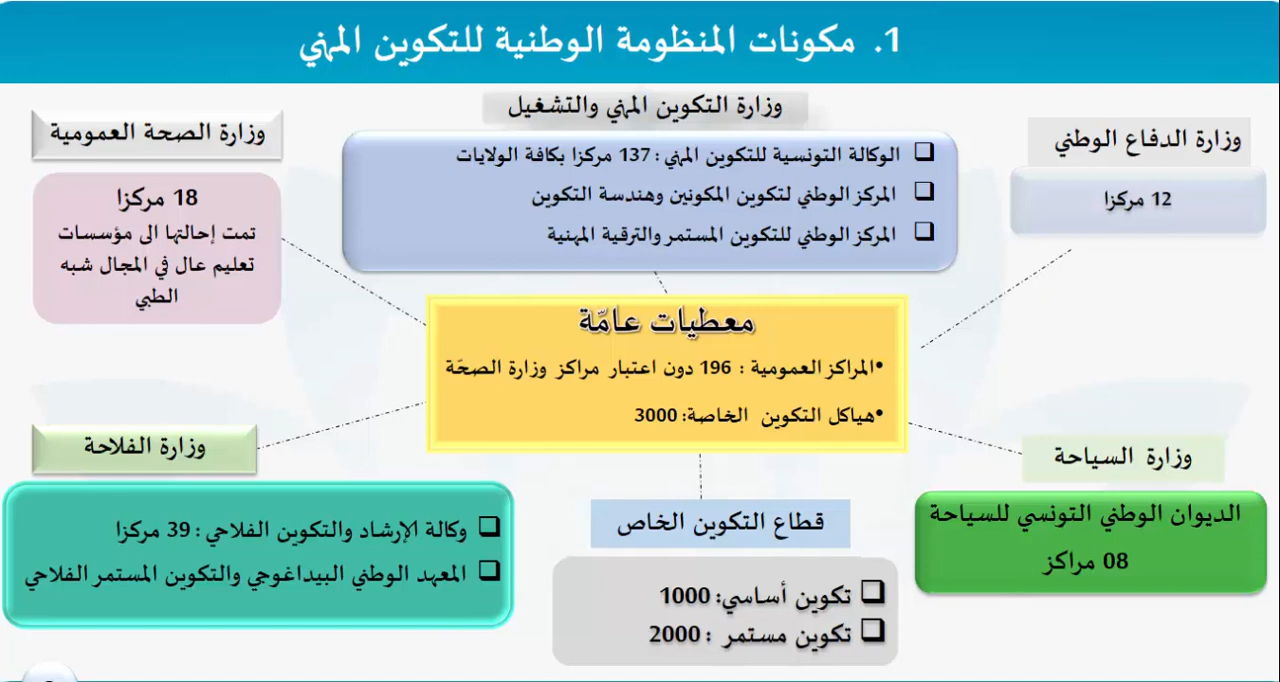 1. مكونات المنظومة الوطنية للتكوين المهني
وزارة التكوين المهني والتشغيل
❑ الوكالة التونسية للتكوين المهني: 137 مركزا بكافة الولايات
❑ المركز الوطني لتكوين المكونين وهندسة التكوين
❑ المركز الوطني للتكوين المستمر والترقية المهنية
وزارة الدفاع الوطني
12 مركزا
وزارة الصحة العمومية
18 مركزا
تمت إحالتها الى مؤسسات
تعليم عال في المجال شبه
الطبي
معطيات عامّة
•المراكز العمومية : 196 دون اعتبار مراكز وزارة الصحّة
•هياكل التكوين الخاصة: 3000
وزارة السياحة
الديوان الوطني التونسي للسياحة
08 مراكز
قطاع التكوين الخاص
❑ تكوين أساسي: 1000
❑ تكوين مستمر : 2000
وزارة الفلاحة
❑ وكالة الإرشاد والتكوين الفلاحي: 39 مركزا
❑ المعهد الوطني البيداغوجي والتكوين المستمر الفلاحي